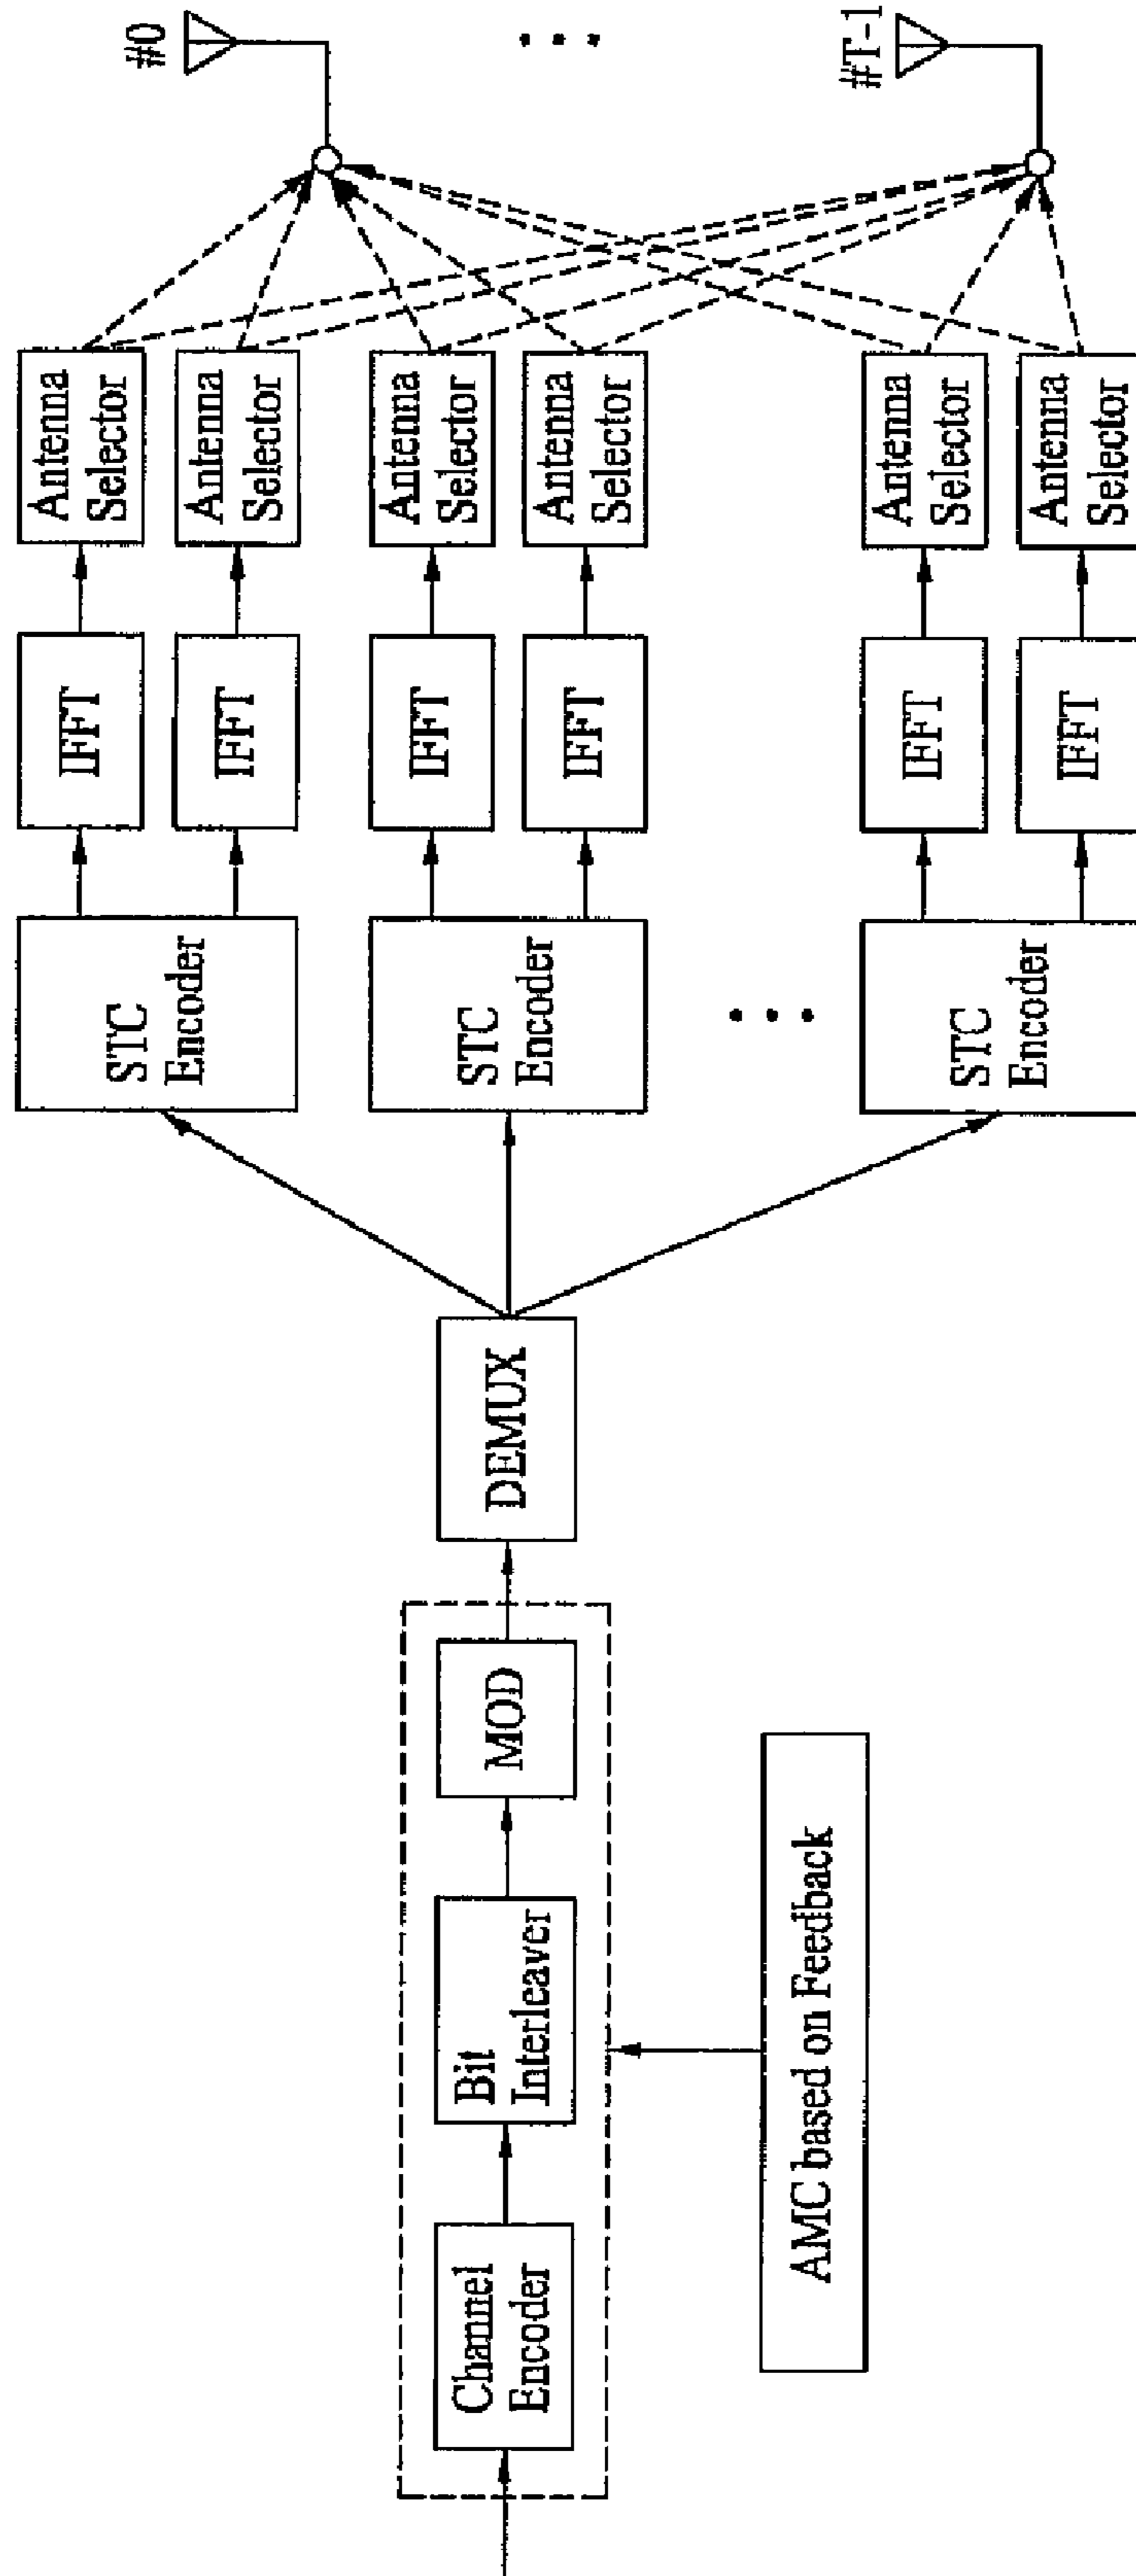 Channel
Encoder
Bit
Interleaver
MOD
AMC based on Feedback
DEMUX
STC
Encoder
IFFT
Antenna
Selector
IFFT
Antenna
Selector
STC
Encoder
IFFT
Antenna
Selector
IFFT
Antenna
Selector
STC
Encoder
IFFT
Antenna
Selector
IFFT
Antenna
Selector
#0
#T-1